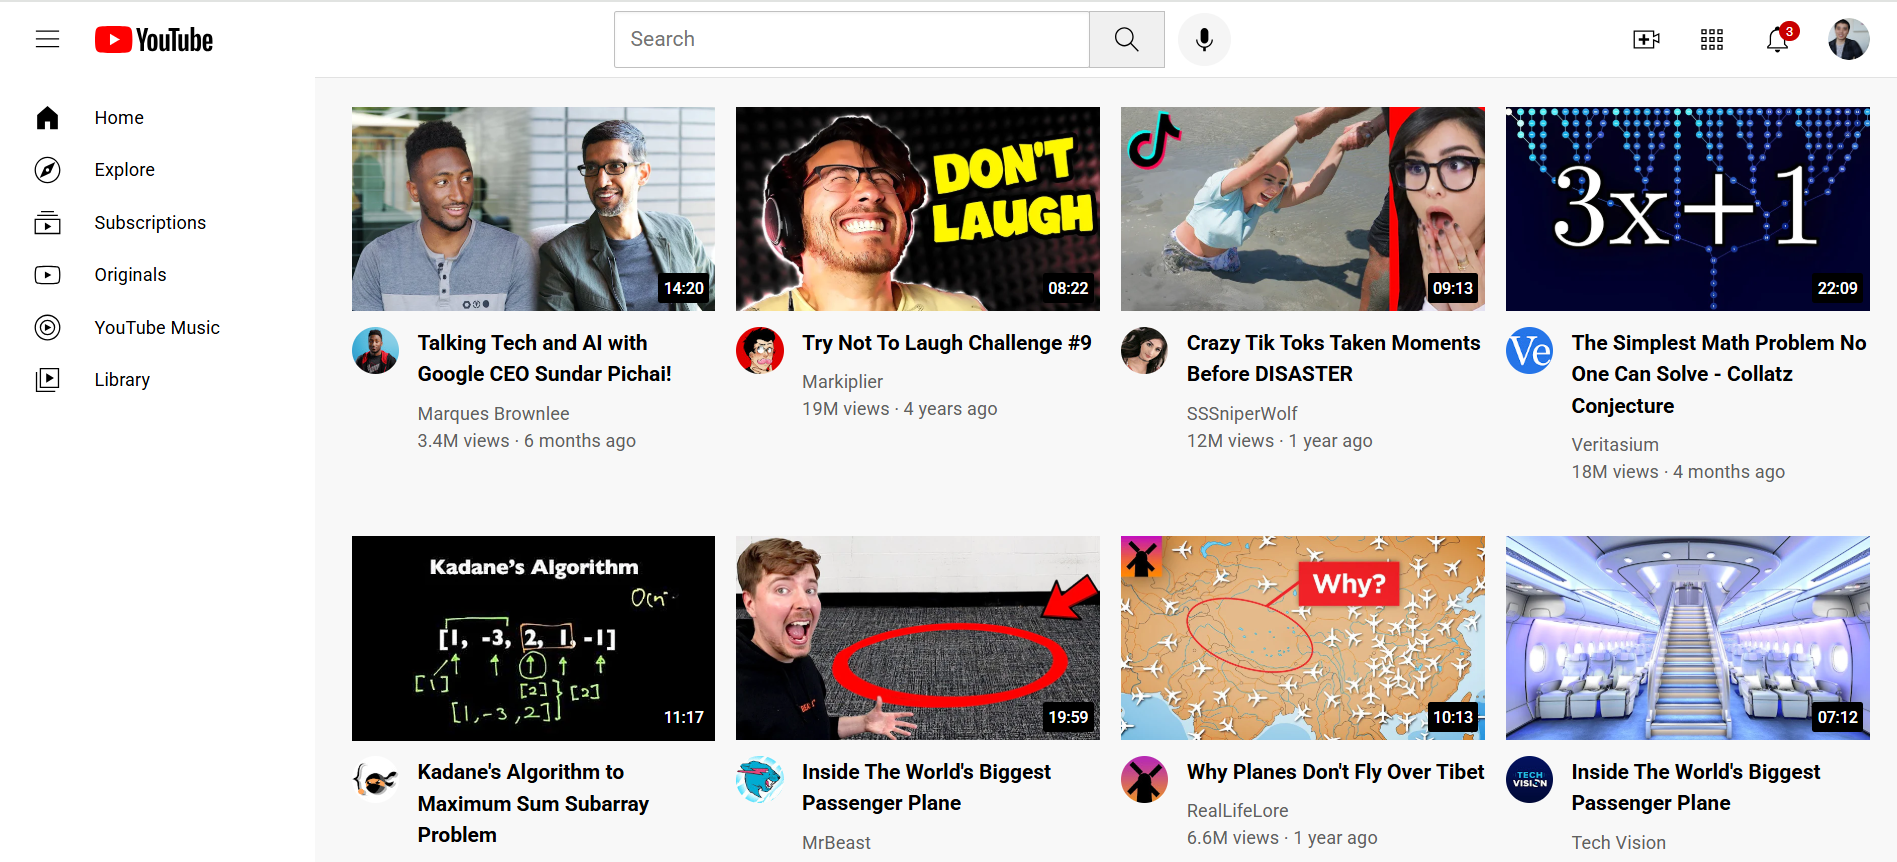 YouTube
Search
3
Home
Explore
Subscriptions
Originals
YouTube Music
Library
14:20
Talking Tech and AI with
Google CEO Sundar Pichai!
Marques Brownlee
3.4M views · 6 months ago
DON'T
LAUGH
08:22
Try Not To Laugh Challenge #9
Markiplier
19M views · 4 years ago
09:13
Crazy Tik Toks Taken Moments
Before DISASTER
SSSniperWolf
12M views · 1 year ago
3x+1
22:09
Ve
The Simplest Math Problem No
One Can Solve - Collatz
Conjecture
Veritasium
18M views · 4 months ago
Kadane's Algorithm
[1, -3, 2, 1, -1]
[1]
[2]
[2]
[1,-3,2]
11:17
Kadane's Algorithm to
Maximum Sum Subarray
Problem
19:59
Inside The World's Biggest
Passenger Plane
MrBeast
Why?
10:13
Why Planes Don't Fly Over Tibet
RealLifeLore
6.6M views · 1 year ago
07:12
TECH
VISION
Inside The World's Biggest
Passenger Plane
Tech Vision